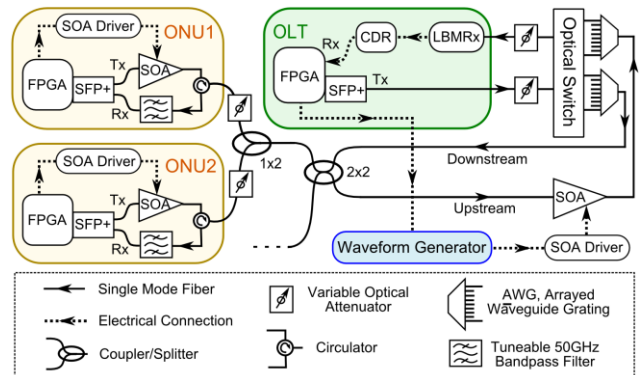 SOA Driver
ONU1
FPGA
Tx
SOA
SFP+
Rx
SOA Driver
ONU2
FPGA
Tx
SOA
SFP+
Rx
1x2
2x2
OLT
Rx
CDR
LBMRx
FPGA
SFP+
Tx
Optical Switch
Downstream
Upstream
SOA
Waveform Generator
SOA Driver
Single Mode Fiber
Electrical Connection
Coupler/Splitter
Variable Optical
Attenuator
Circulator
AWG, Arrayed
Waveguide Grating
Tuneable 50GHz
Bandpass Filter